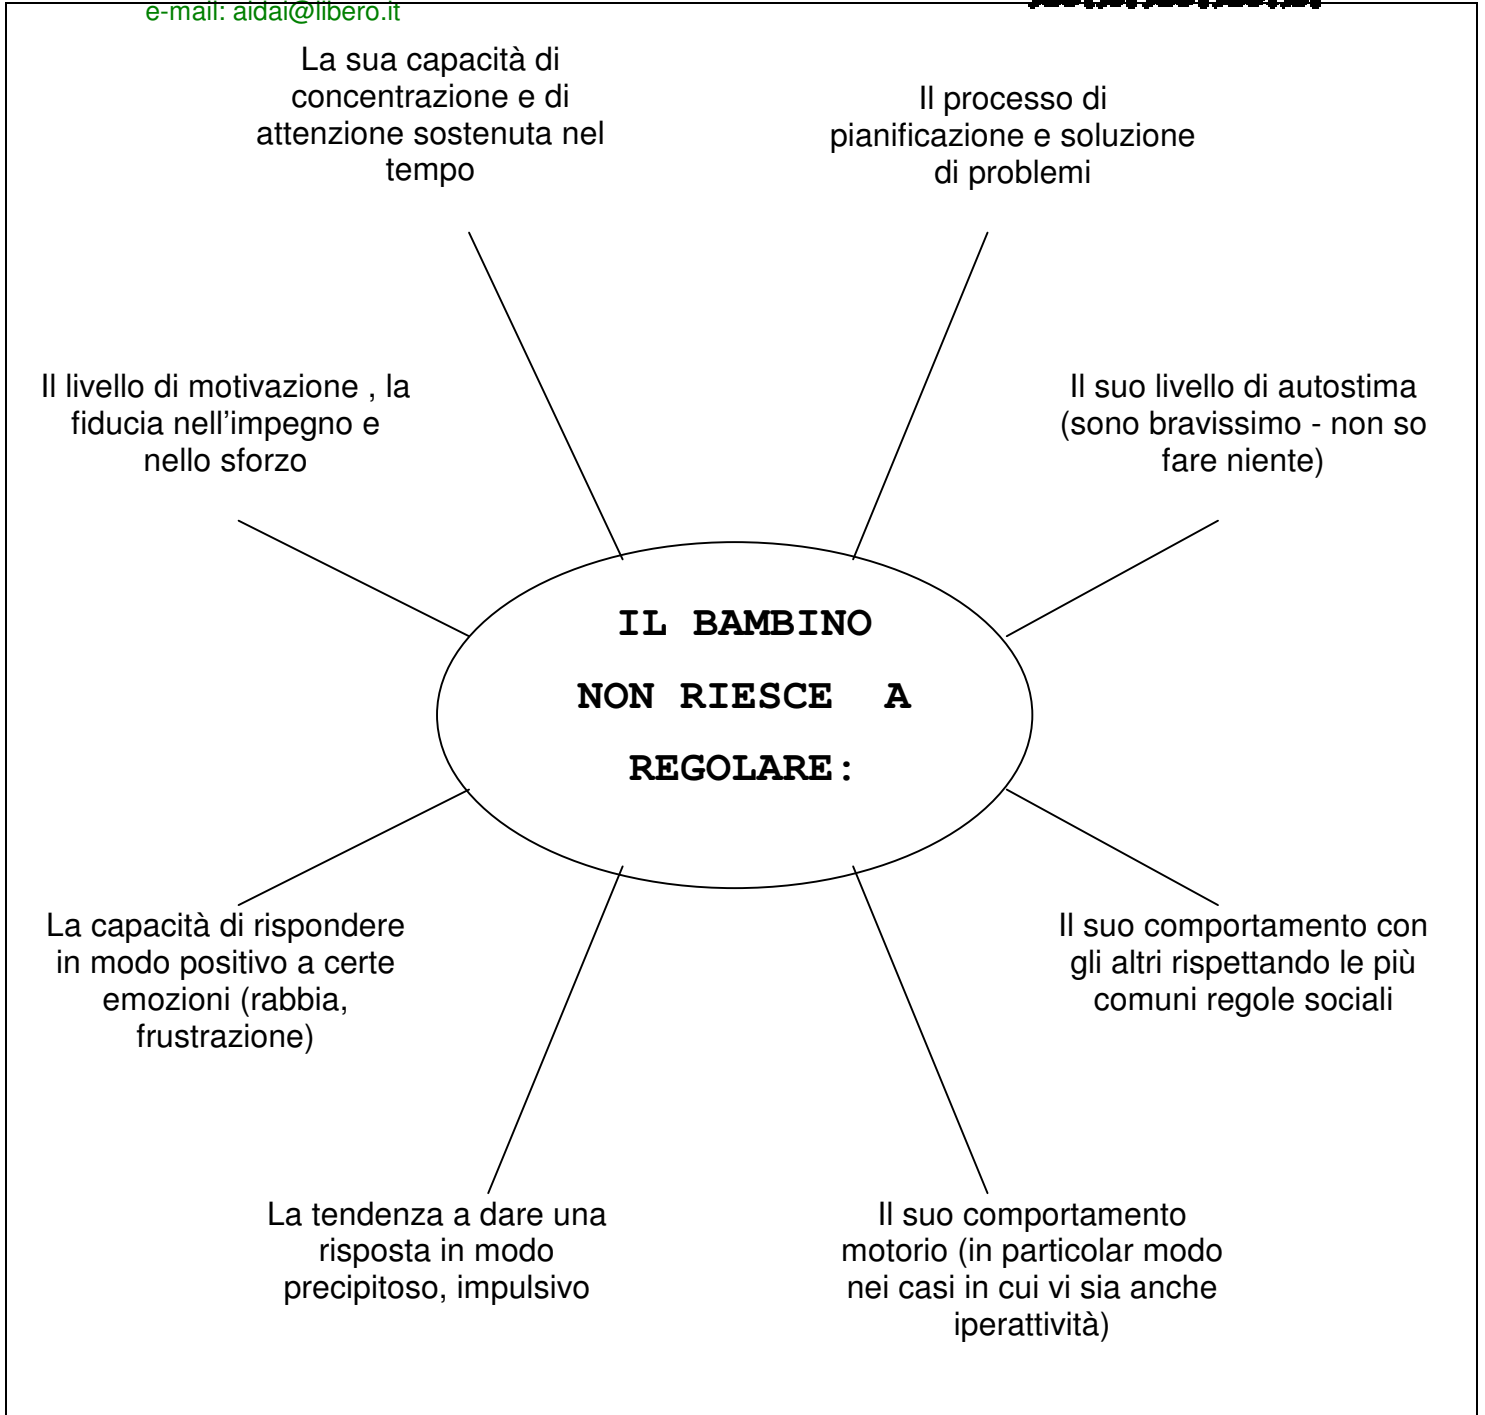 e-mail: aidai@libero.it
La sua capacità di
concentrazione e di
attenzione sostenuta nel
tempo
Il processo di
pianificazione e soluzione
di problemi
Il livello di motivazione , la
fiducia nell'impegno e
nello sforzo
Il suo livello di autostima
(sono bravissimo - non so
fare niente)
IL BAMBINO
NON RIESCE A
REGOLARE:
La capacità di rispondere
in modo positivo a certe
emozioni (rabbia,
frustrazione)
Il suo comportamento con
gli altri rispettando le più
comuni regole sociali
La tendenza a dare una
risposta in modo
precipitoso, impulsivo
Il suo comportamento
motorio (in particolar modo
nei casi in cui vi sia anche
iperattività)